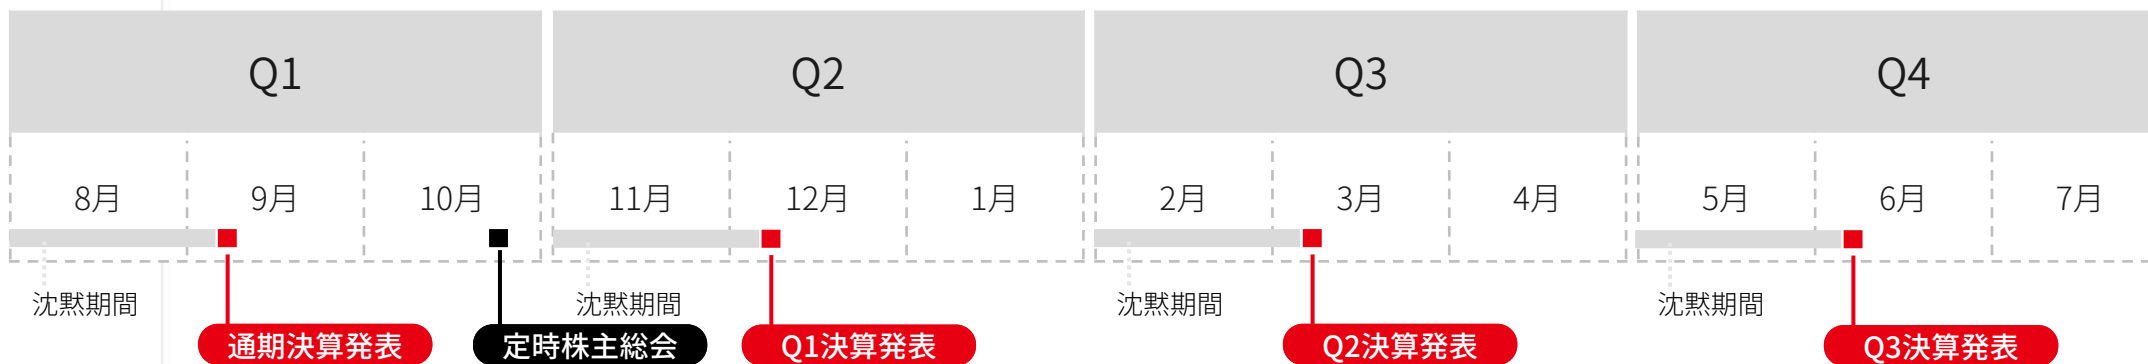 Q1 Q2 Q3 Q4
8月 9月 10月 11月 12月 1月 2月 3月 4月 5月 6月 7月
沈黙期間 沈黙期間 沈黙期間 沈黙期間
通期決算発表 定時株主総会 Q1決算発表 Q2決算発表 Q3決算発表